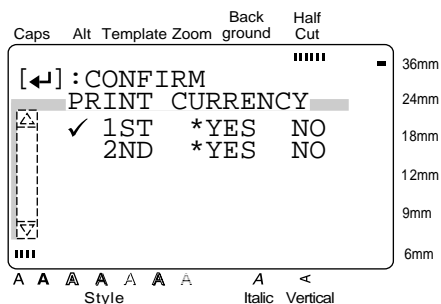 Caps Alt Template Zoom Back ground Half Cut
[↵]:CONFIRM
PRINT CURRENCY
✓ 1ST *YES NO
2ND *YES NO
36mm
24mm
18mm
12mm
9mm
6mm
A A A A A A A A <
Style Italic Vertical